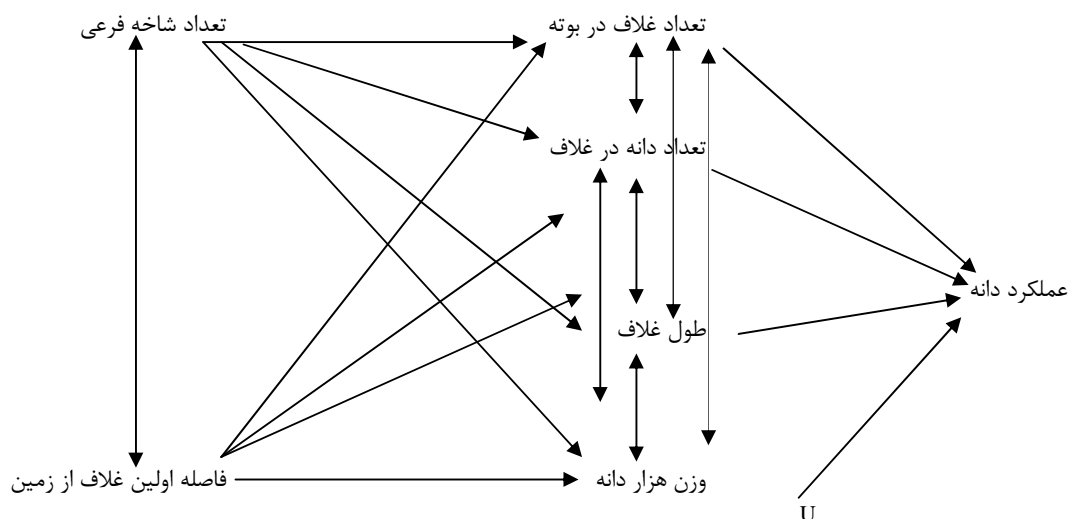 تعداد شاخه فرعی
تعداد غلاف در بوته
تعداد دانه در غلاف
عملکرد دانه
طول غلاف
فاصله اولین غلاف از زمین
وزن هزار دانه
U